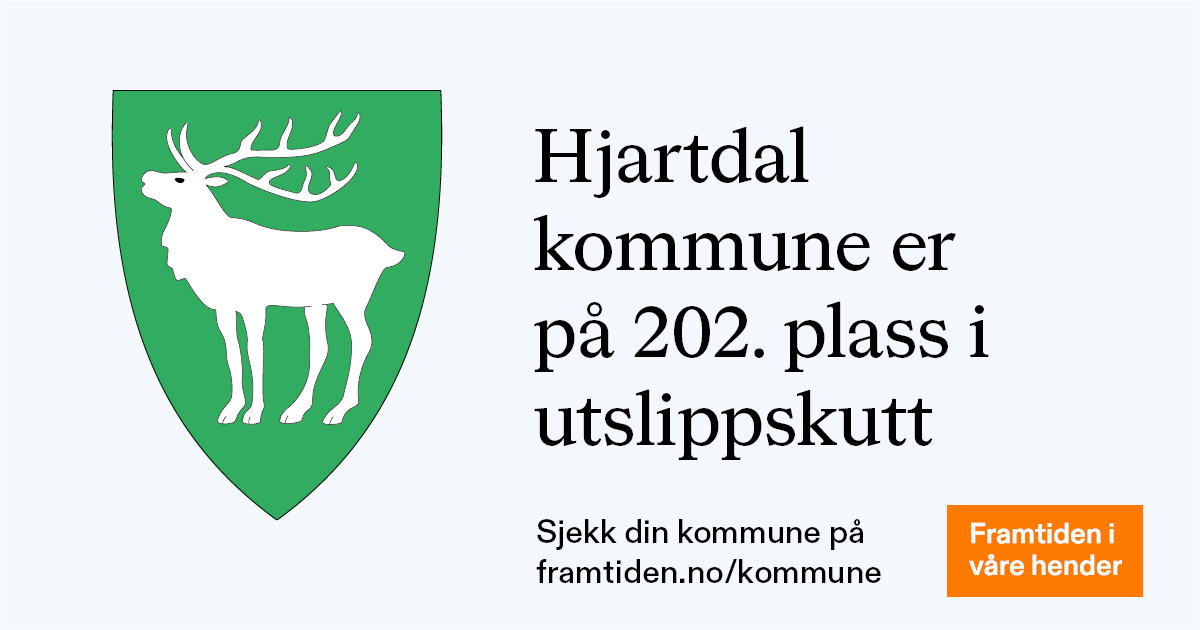 Hjartdal
kommune er
på 202. plass i
utslippskutt
Sjekk din kommune på
framtiden.no/kommune
Framtiden i
våre hender